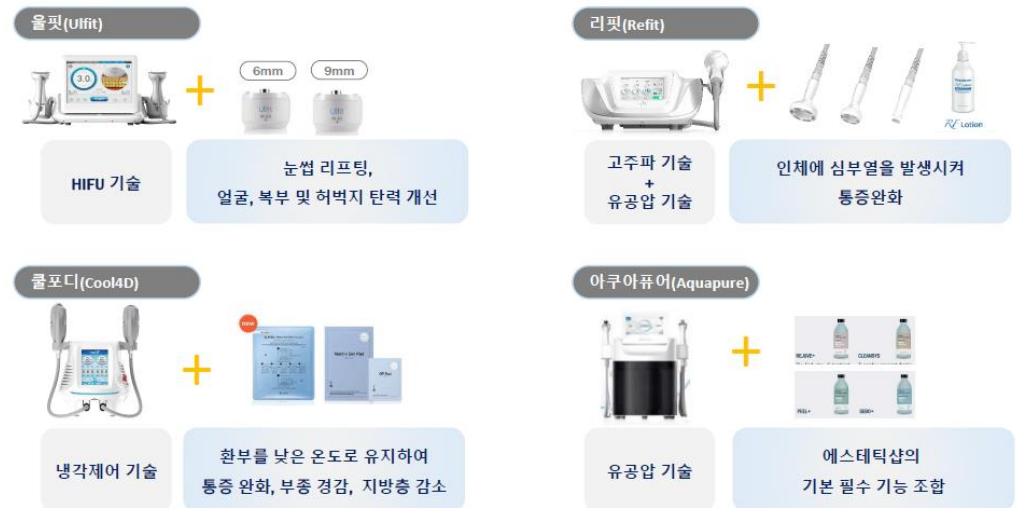 울핏(Ulfit)
3.0
6mm
9mm
Ulfit
Ulfit
HIFU 기술
눈썹 리프팅,
얼굴, 복부 및 허벅지 탄력 개선
리핏(Refit)
RF Lotion
고주파 기술
+
유공압 기술
인체에 심부열을 발생시켜
통증완화
쿨포디(Cool4D)
new
냉각제어 기술
환부를 낮은 온도로 유지하여
통증 완화, 부종 경감, 지방층 감소
아쿠아퓨어(Aquapure)
PEEL+
유공압 기술
에스테틱샵의
기본 필수 기능 조합